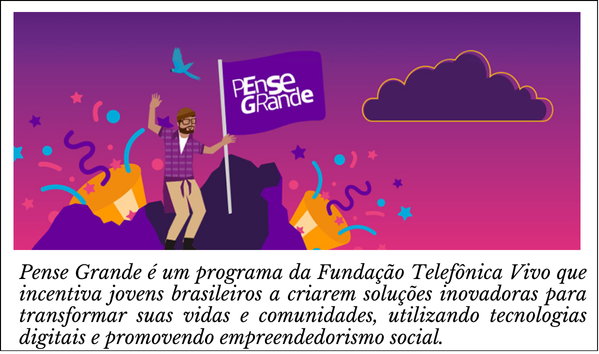 PEnse
GRande
Pense Grande é um programa da Fundação Telefônica Vivo que
incentiva jovens brasileiros a criarem soluções inovadoras para
transformar suas vidas e comunidades, utilizando tecnologias
digitais e promovendo empreendedorismo social.